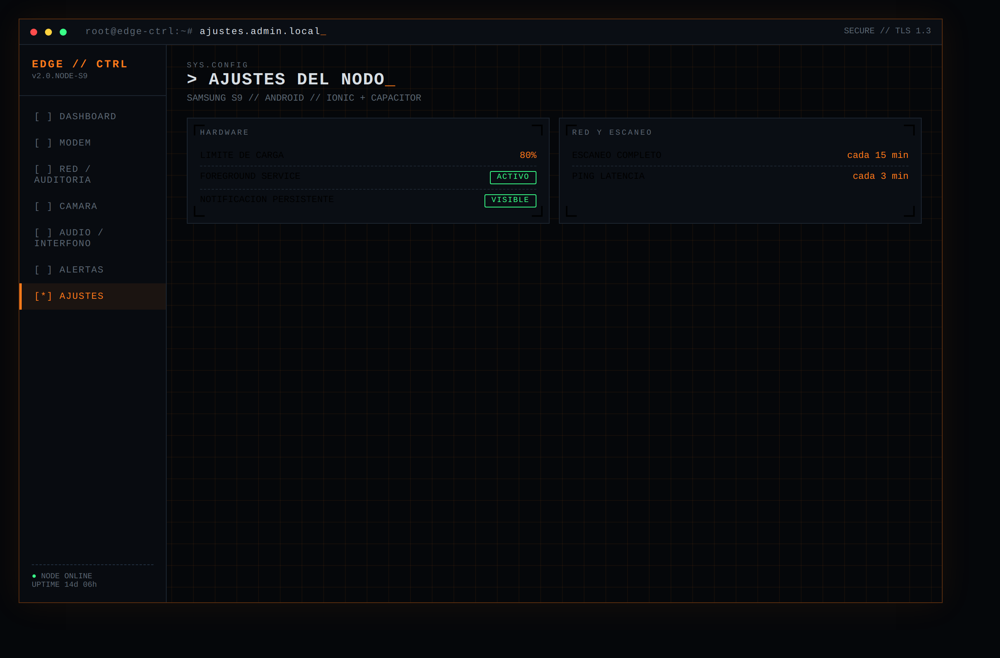 root@edge-ctrl:~# ajustes.admin.local_
SECURE // TLS 1.3
EDGE // CTRL
v2.0.NODE-S9
[ ] DASHBOARD
[ ] MODEM
[ ] RED /
AUDITORIA
[ ] CAMARA
[ ] AUDIO /
INTERFONO
[ ] ALERTAS
[*] AJUSTES
● NODE ONLINE
UPTIME 14d 06h
SYS.CONFIG
> AJUSTES DEL NODO_
SAMSUNG S9 // ANDROID // IONIC + CAPACITOR
HARDWARE
LIMITE DE CARGA 80%
FOREGROUND SERVICE ACTIVO
NOTIFICACION PERSISTENTE VISIBLE
RED Y ESCANEO
ESCANEO COMPLETO cada 15 min
PING LATENCIA cada 3 min